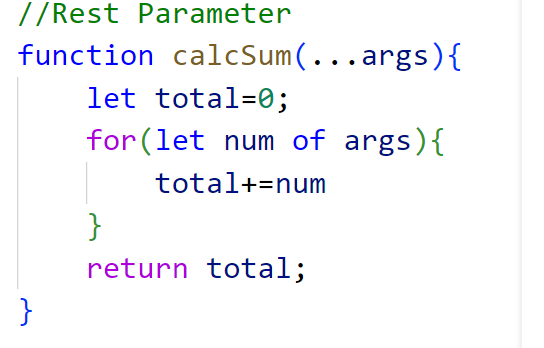 //Rest Parameter
function calcSum(...args){
    let total=0;
    for(let num of args){
        total+=num
    }
    return total;
}